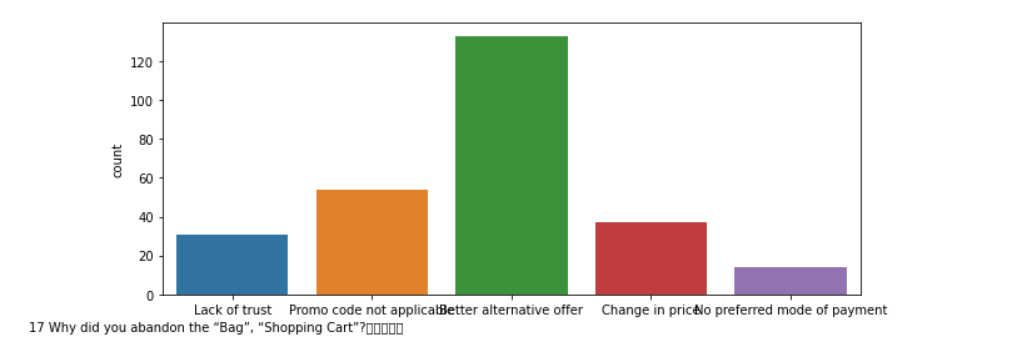 120
100
80
60
40
20
0
count
Lack of trust
Promo code not applicable
Better alternative offer
Change in price
No preferred mode of payment
17 Why did you abandon the “Bag”, “Shopping Cart”?